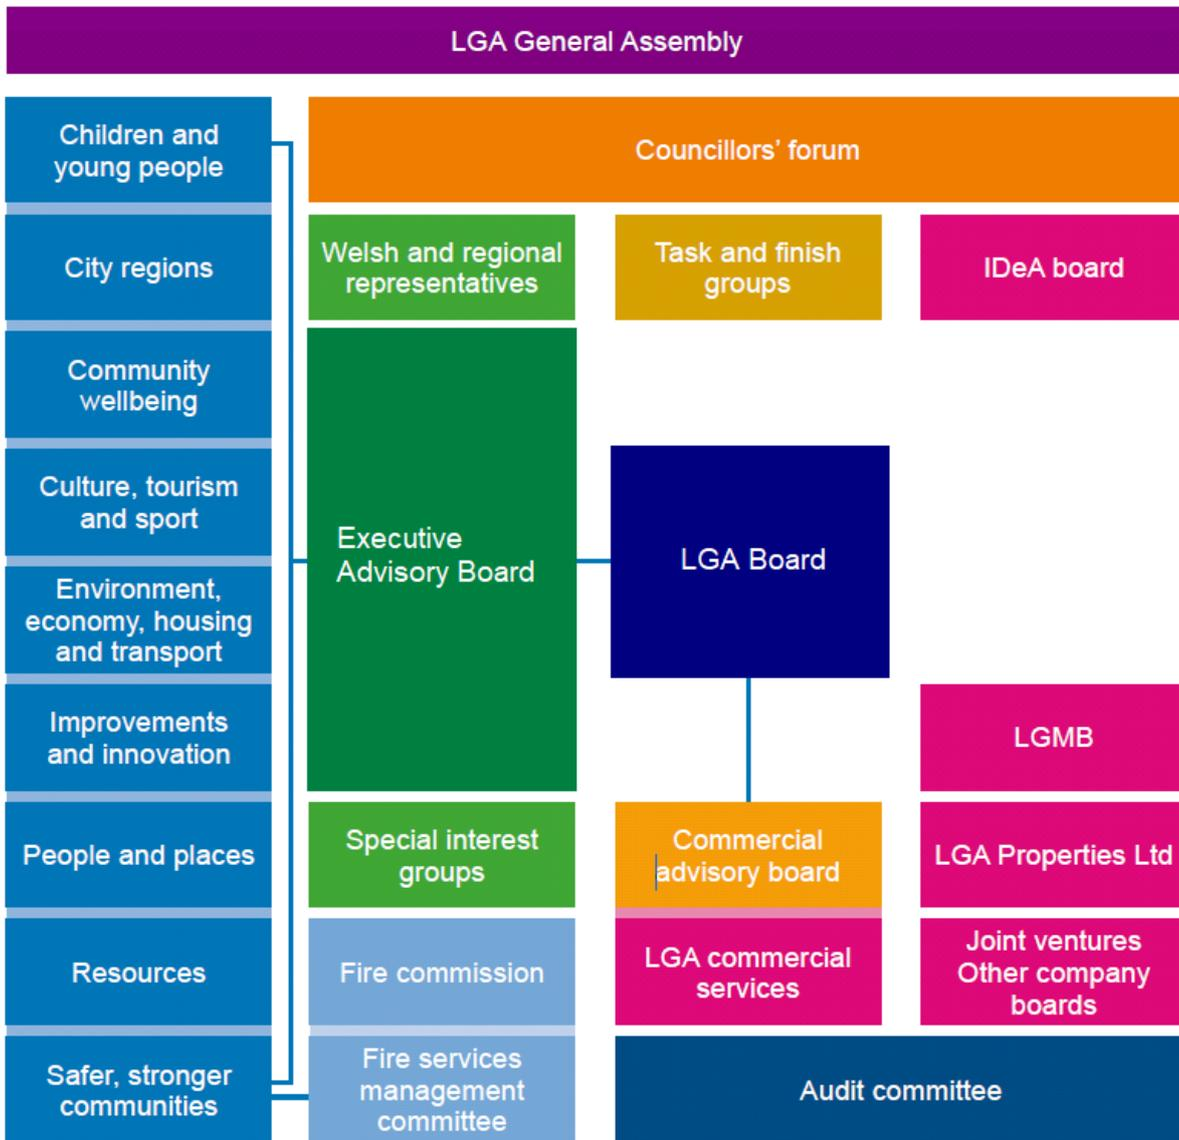 LGA General Assembly
Children and
young people
Councillors’ forum
City regions
Welsh and regional
representatives
Task and finish
groups
IDeA board
Community
wellbeing
Culture, tourism
and sport
Executive
Advisory Board
LGA Board
Environment,
economy, housing
and transport
Improvements
and innovation
LGMB
People and places
Special interest
groups
Commercial
advisory board
LGA Properties Ltd
Resources
Fire commission
LGA commercial
services
Joint ventures
Other company
boards
Safer, stronger
communities
Fire services
management
committee
Audit committee